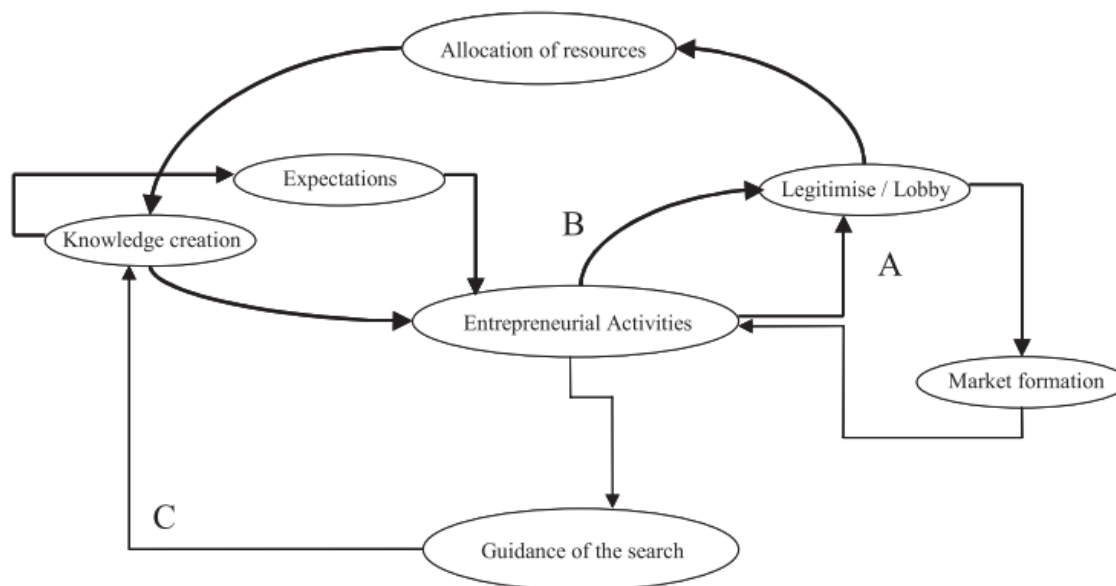 Allocation of resources
Expectations
Legitimise / Lobby
B
Knowledge creation
A
Entrepreneurial Activities
Market formation
C
Guidance of the search